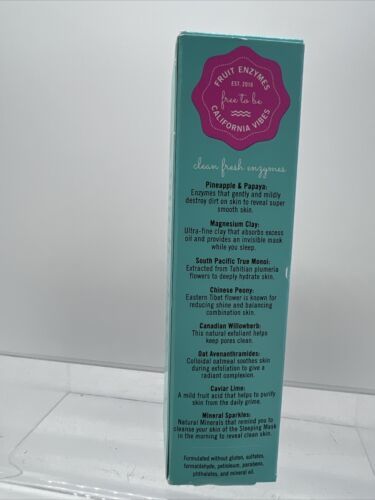 FRUIT ENZYMES
EST. 2016
free to be
CALIFORNIA VIBES
clean fresh enzymes
Pineapple & Papaya:
Enzymes that gently and mildly
destroy dirt on skin to reveal super
smooth skin.
Magnesium Clay:
Ultra-fine clay that absorbs excess
oil and provides an invisible mask
while you sleep.
South Pacific True Monoi:
Extracted from Tahitian plumeria
flowers to deeply hydrate skin.
Chinese Peony:
Eastern Tibet flower is known for
reducing shine and balancing
combination skin.
Canadian Willowherb:
This natural exfoliant helps
keep pores clean.
Oat Avenanthramides:
Colloidal oatmeal soothes skin
during exfoliation to give a
radiant complexion.
Caviar Lime:
A mild fruit acid that helps to purify
skin from the daily grime.
Mineral Sparkles:
Natural Minerals that remind you to
cleanse your skin of the Sleeping Mask
in the morning to reveal clean skin.
Formulated without gluten, sulfates,
formaldehyde, petroleum, parabens,
phthalates, and mineral oil.